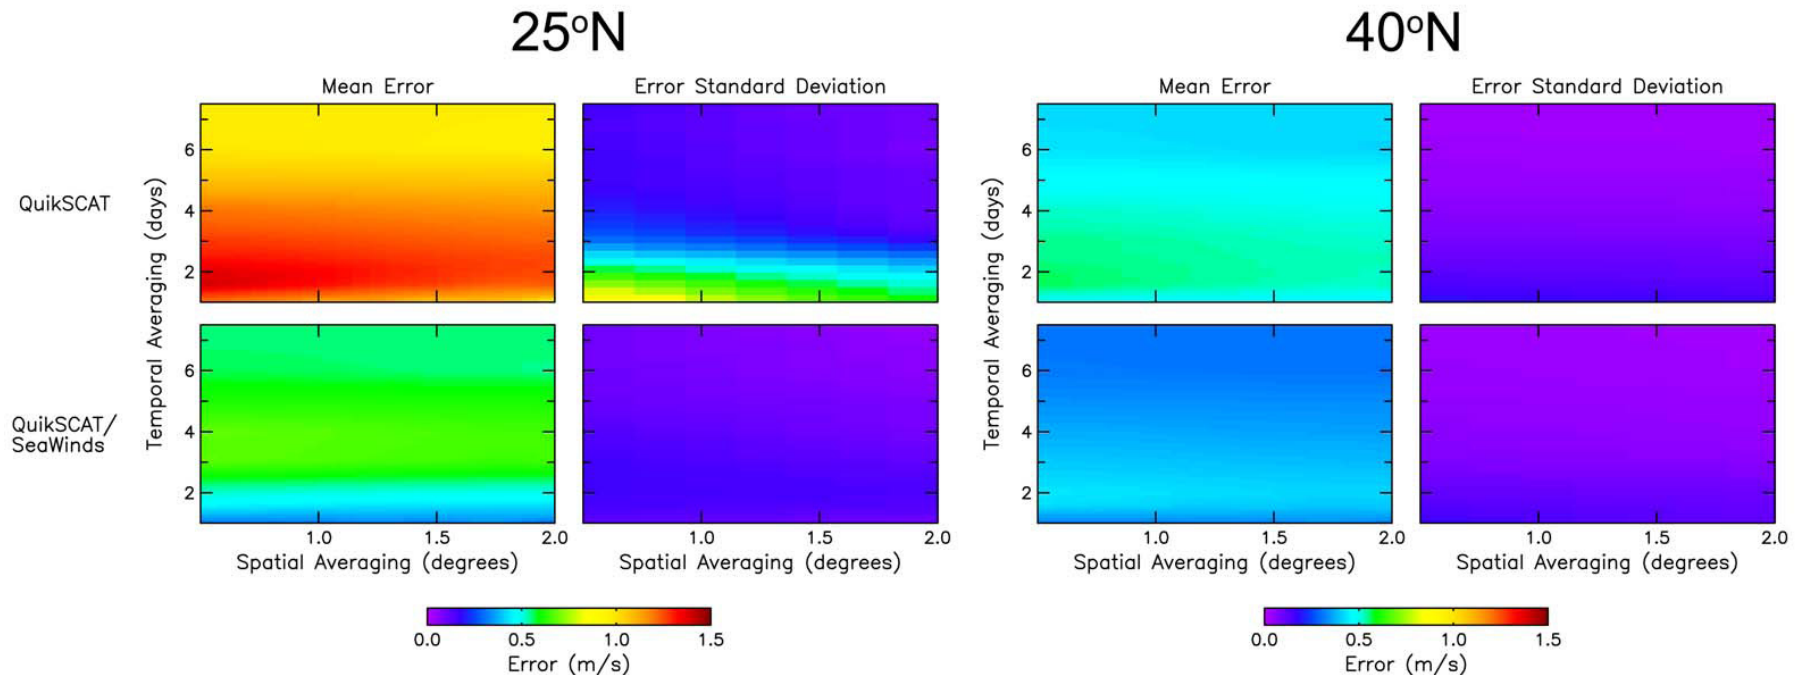 25ºN
40ºN
Mean Error
Error Standard Deviation
Mean Error
Error Standard Deviation
QuikSCAT
QuikSCAT/
SeaWinds
Temporal Averaging (days)
6
4
2
6
4
2
1.0 1.5 2.0
Spatial Averaging (degrees)
1.0 1.5 2.0
Spatial Averaging (degrees)
0.0 0.5 1.0 1.5
Error (m/s)
Temporal Averaging (days)
6
4
2
6
4
2
1.0 1.5 2.0
Spatial Averaging (degrees)
1.0 1.5 2.0
Spatial Averaging (degrees)
0.0 0.5 1.0 1.5
Error (m/s)